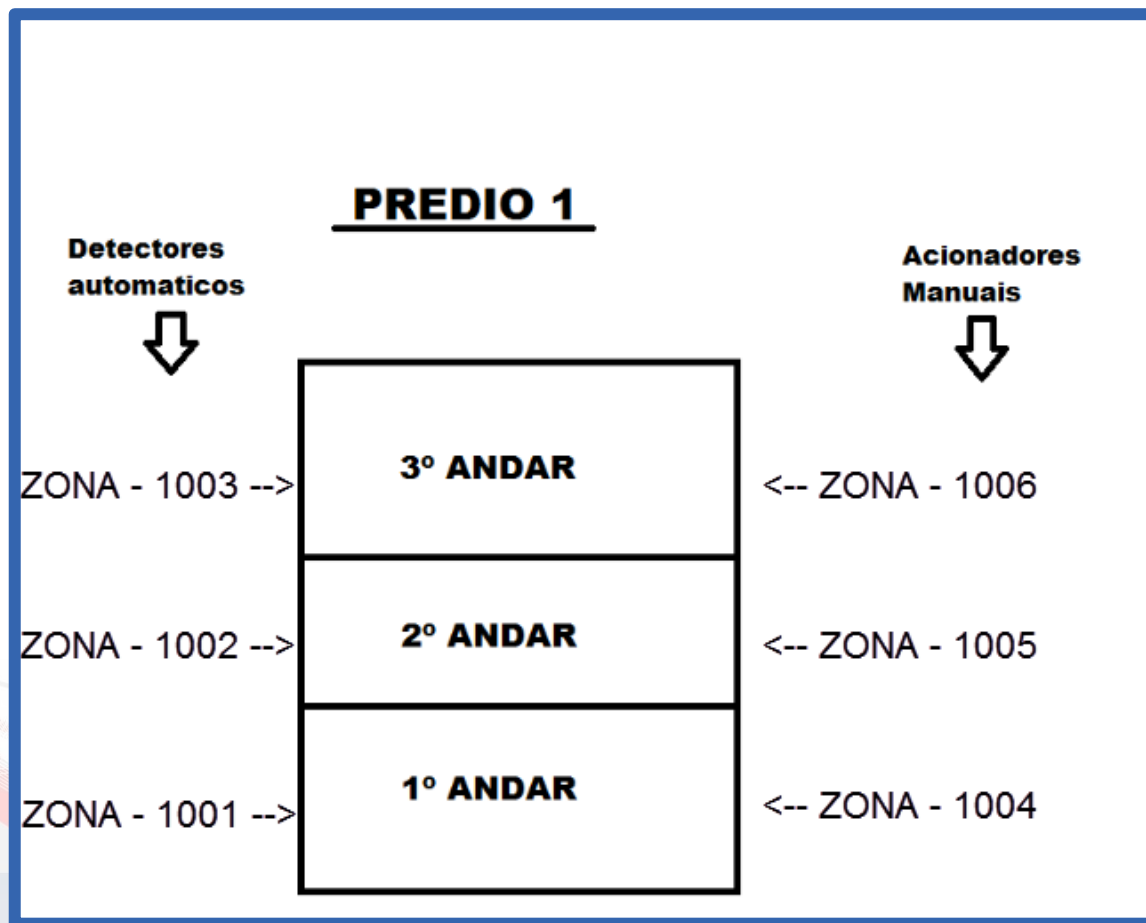 PREDIO 1
Detectores
automaticos
Acionadores
Manuais
ZONA - 1003 -->
3º ANDAR
<-- ZONA - 1006
ZONA - 1002 -->
2º ANDAR
<-- ZONA - 1005
ZONA - 1001 -->
1º ANDAR
<-- ZONA - 1004